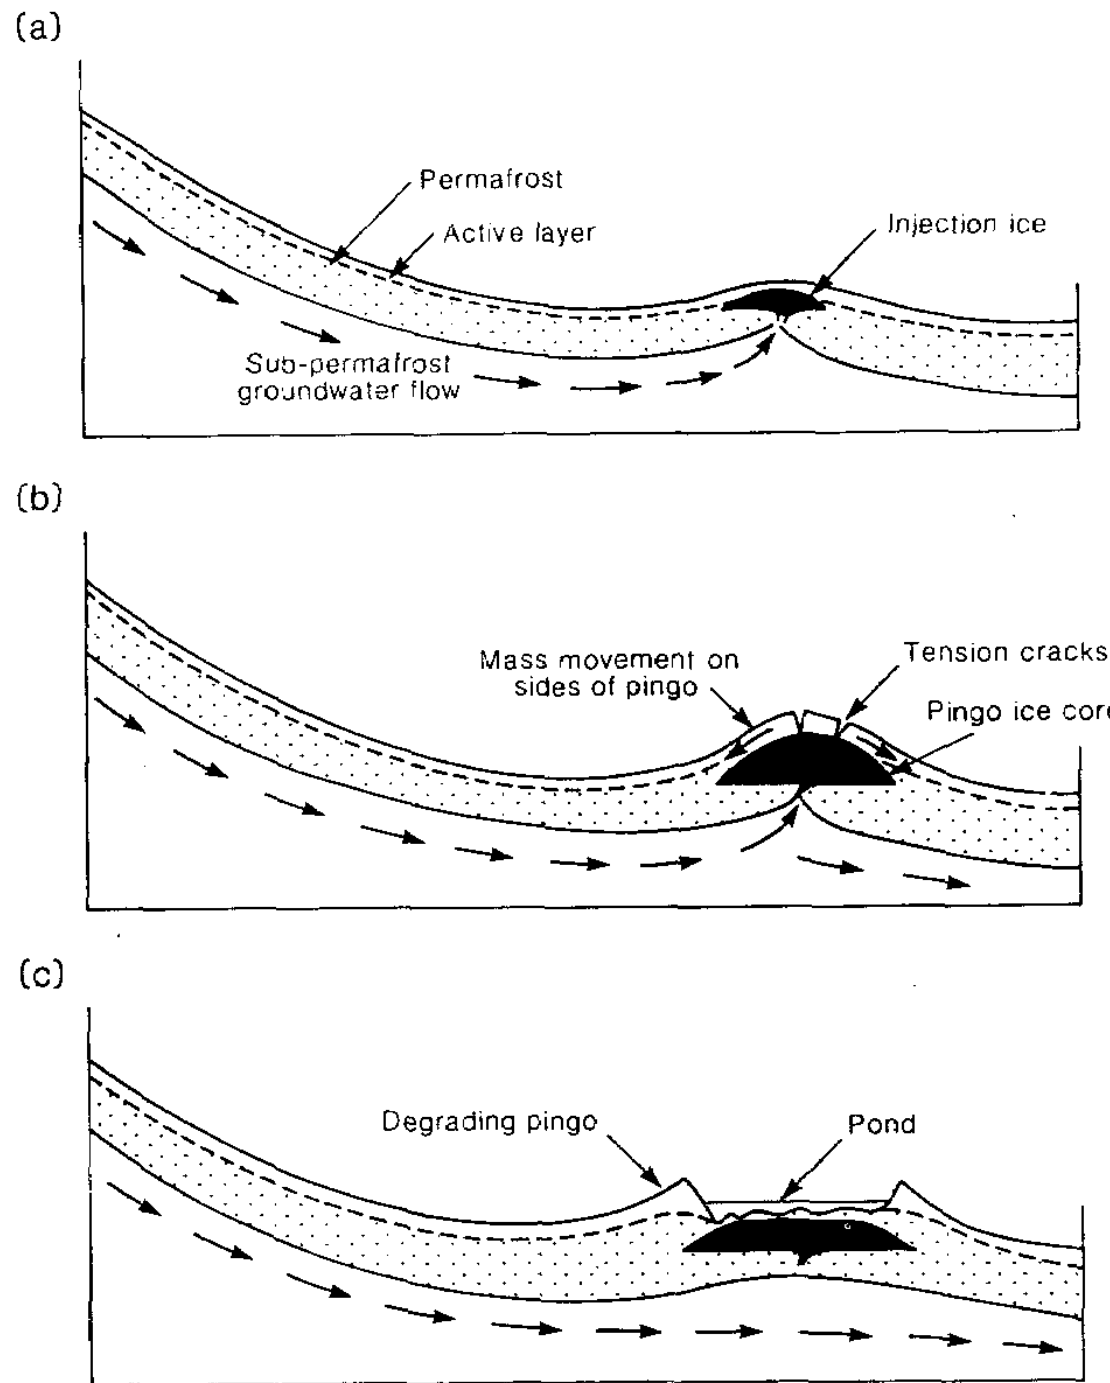 (a)
Permafrost
Active layer
Injection ice
Sub-permafrost
groundwater flow
(b)
Mass movement on
sides of pingo
Tension cracks
Pingo ice cor
(c)
Degrading pingo
Pond